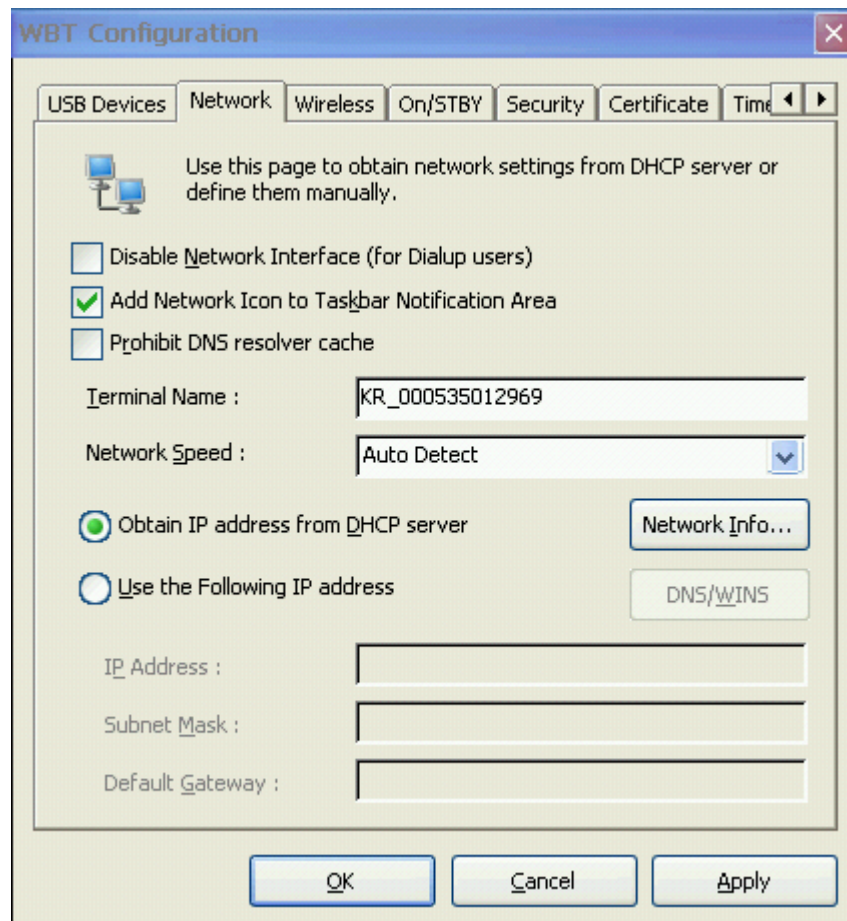 WBT Configuration
USB Devices Network Wireless On/STBY Security Certificate Time
Use this page to obtain network settings from DHCP server or
define them manually.
Disable Network Interface (for Dialup users)
Add Network Icon to Taskbar Notification Area
Prohibit DNS resolver cache
Terminal Name : KR_000535012969
Network Speed : Auto Detect
Obtain IP address from DHCP server Network Info...
Use the Following IP address DNS/WINS
IP Address :
Subnet Mask :
Default Gateway :
OK Cancel Apply